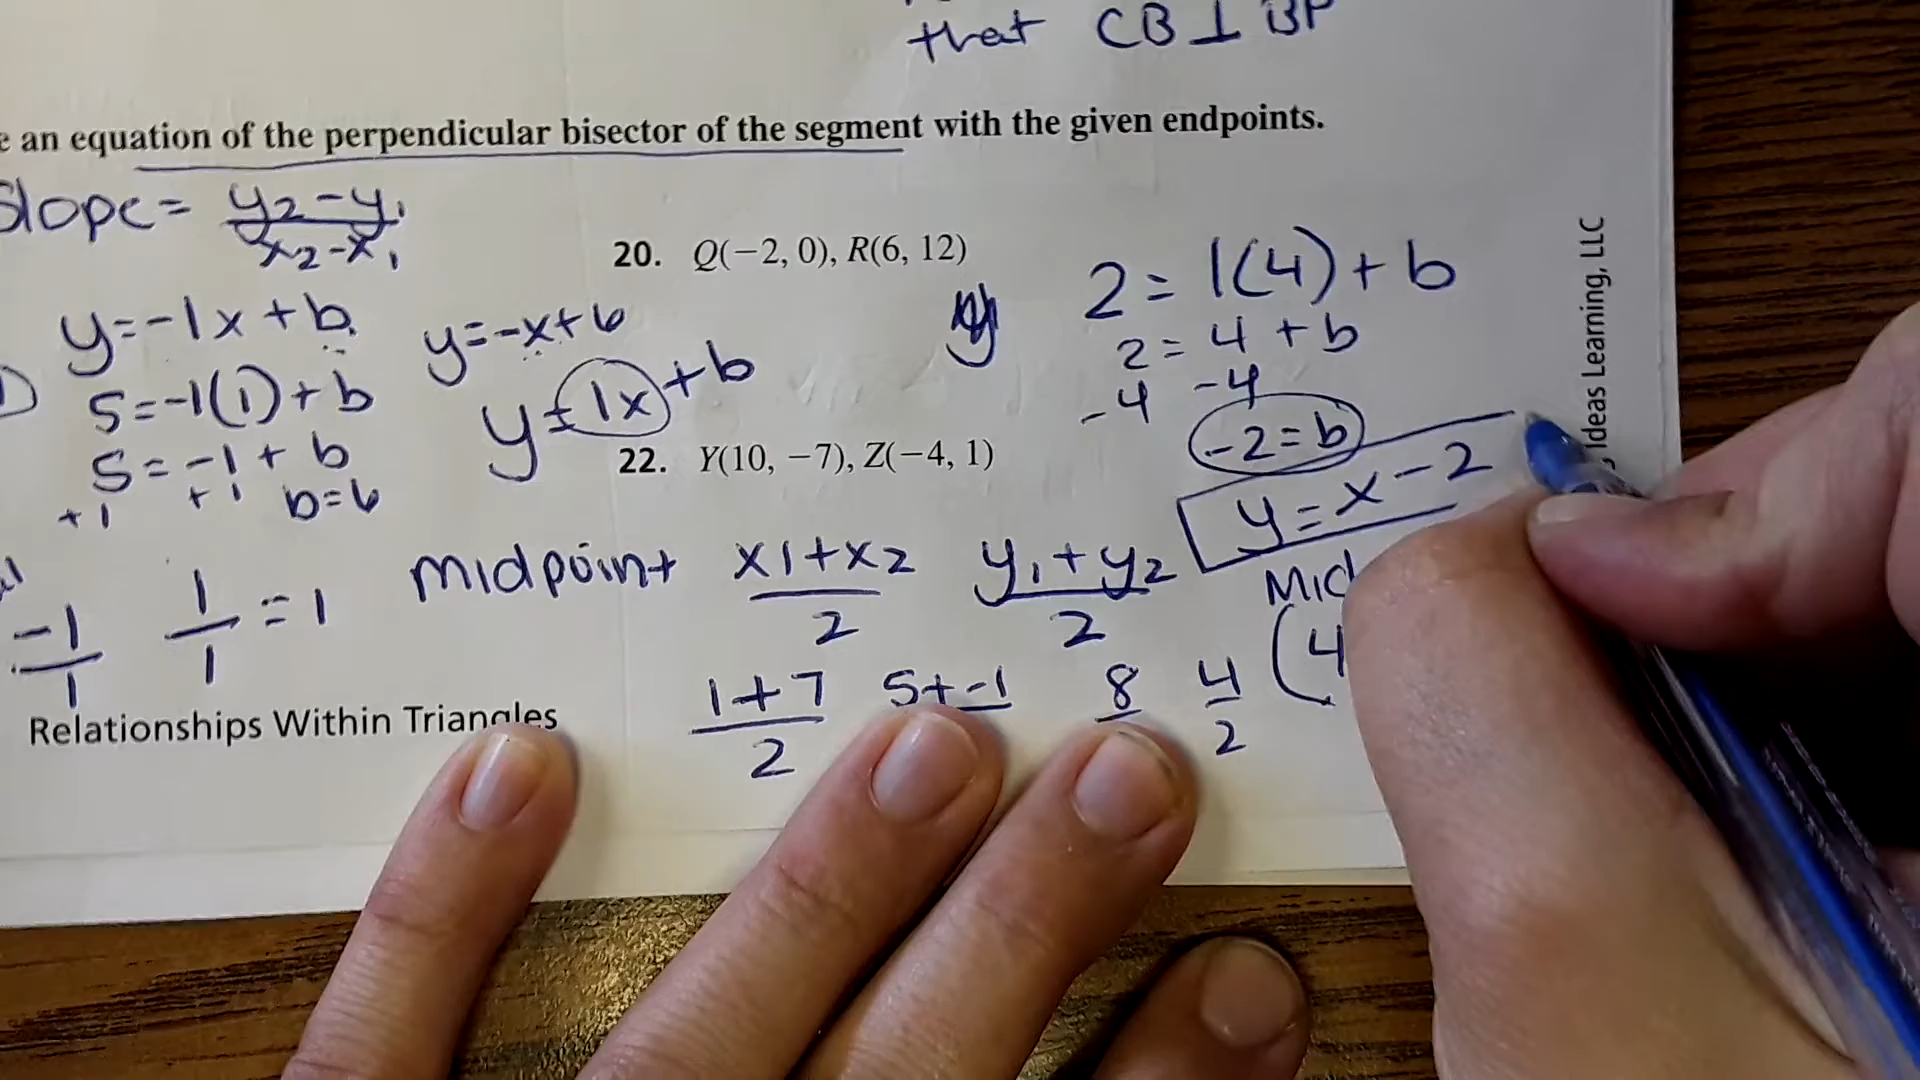 that CB ⊥ BP
e an equation of the perpendicular bisector of the segment with the given endpoints.
Slope = y2 - y1 / x2 - x1
20. Q(−2, 0), R(6, 12)
y = -1x + b
5 = -1(1) + b
5 = -1 + b
+1 +1 b = 6
y = -x + 6
y = 1x + b
y
2 = 1(4) + b
2 = 4 + b
-4 -4
-2 = b
y = x - 2
22. Y(10, −7), Z(−4, 1)
-1/1 1/1 = 1
midpoint x1+x2 / 2 y1+y2 / 2
1+7 / 2 5+-1 8 4/2
Mid
(4
Relationships Within Triangles
Ideas Learning, LLC